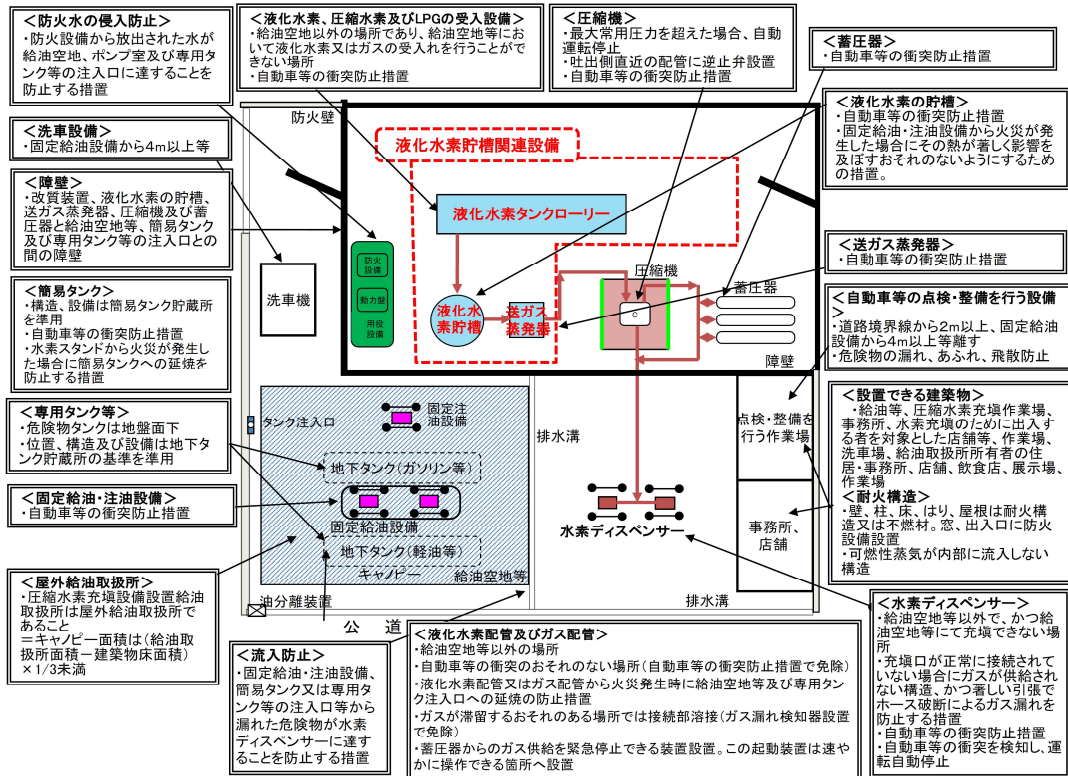 ＜防火水の侵入防止＞
・防火設備から放出された水が
給油空地、ポンプ室及び専用タ
ンク等の注入口に達することを
防止する措置
＜液化水素、圧縮水素及びLPGの受入設備＞
・給油空地以外の場所であり、給油空地等に
おいて液化水素又はガスの受入れを行うことがで
きない場所
・自動車等の衝突防止措置
＜圧縮機＞
・最大常用圧力を超えた場合、自動
運転停止
・吐出側直近の配管に逆止弁設置
・自動車等の衝突防止措置
＜蓄圧器＞
・自動車等の衝突防止措置
＜液化水素の貯槽＞
・自動車等の衝突防止措置
・固定給油・注油設備から火災が発
生した場合にその熱が著しく影響を
及ぼすおそれのないようにするため
の措置。
＜洗車設備＞
・固定給油設備から4m以上等
＜障壁＞
・改質装置、液化水素の貯槽、
送ガス蒸発器、圧縮機及び蓄
圧器と給油空地等、簡易タンク
及び専用タンク等の注入口との
間の障壁
＜簡易タンク＞
・構造、設備は簡易タンク貯蔵所
を準用
・自動車等の衝突防止措置
・水素スタンドから火災が発生し
た場合に簡易タンクへの延焼を
防止する措置
＜専用タンク等＞
・危険物タンクは地盤面下
・位置、構造及び設備は地下タ
ンク貯蔵所の基準を準用
＜固定給油・注油設備＞
・自動車等の衝突防止措置
＜屋外給油取扱所＞
・圧縮水素充塡設備設置給油
取扱所は屋外給油取扱所で
あること
＝キャノピー面積は（給油取
扱所面積－建築物床面積）
×1/3未満
防火壁
液化水素貯槽関連設備
液化水素タンクローリー
防火
設備
動力盤
用役
設備
洗車機
液化水
素貯槽
送ガス
蒸発器
圧縮機
C
蓄圧器
障壁
＜送ガス蒸発器＞
・自動車等の衝突防止措置
＜自動車等の点検・整備を行う設備＞
・道路境界線から2m以上、固定給油
設備から4m以上等離す
・危険物の漏れ、あふれ、飛散防止
＜設置できる建築物＞
・給油等、圧縮水素充塡作業場、
事務所、水素充塡のために出入す
る者を対象とした店舗等、作業場、
洗車場、給油取扱所所有者の住
居・事務所、店舗、飲食店、展示場、
作業場
＜耐火構造＞
・壁、柱、床、はり、屋根は耐火構
造又は不燃材。窓、出入口に防火
設備設置
・可燃性蒸気が内部に流入しない
構造
タンク注入口
固定注
油設備
地下タンク（ガソリン等）
固定給油設備
地下タンク（軽油等）
キャノピー
給油空地等
油分離装置
排水溝
水素ディスペンサー
点検・整備を
行う作業場
事務所、
店舗
排水溝
公　道
＜流入防止＞
・固定給油・注油設備、
簡易タンク又は専用タ
ンク等の注入口等から
漏れた危険物が水素
ディスペンサーに達す
ることを防止する措置
＜液化水素配管及びガス配管＞
・給油空地等以外の場所
・自動車等の衝突のおそれのない場所（自動車等の衝突防止措置で免除）
・液化水素配管又はガス配管から火災発生時に給油空地等及び専用タン
ク注入口への延焼の防止措置
・ガスが滞留するおそれのある場所では接続部溶接（ガス漏れ検知器設置
で免除）
・蓄圧器からのガス供給を緊急停止できる装置設置。この起動装置は速や
かに操作できる箇所へ設置
＜水素ディスペンサー＞
・給油空地等以外で、かつ給
油空地等にて充塡できない場
所
・充塡口が正常に接続されて
いない場合にガスが供給され
ない構造、かつ著しい引張で
ホース破断によるガス漏れを
防止する措置
・自動車等の衝突防止措置
・自動車等の衝突を検知し、運
転自動停止